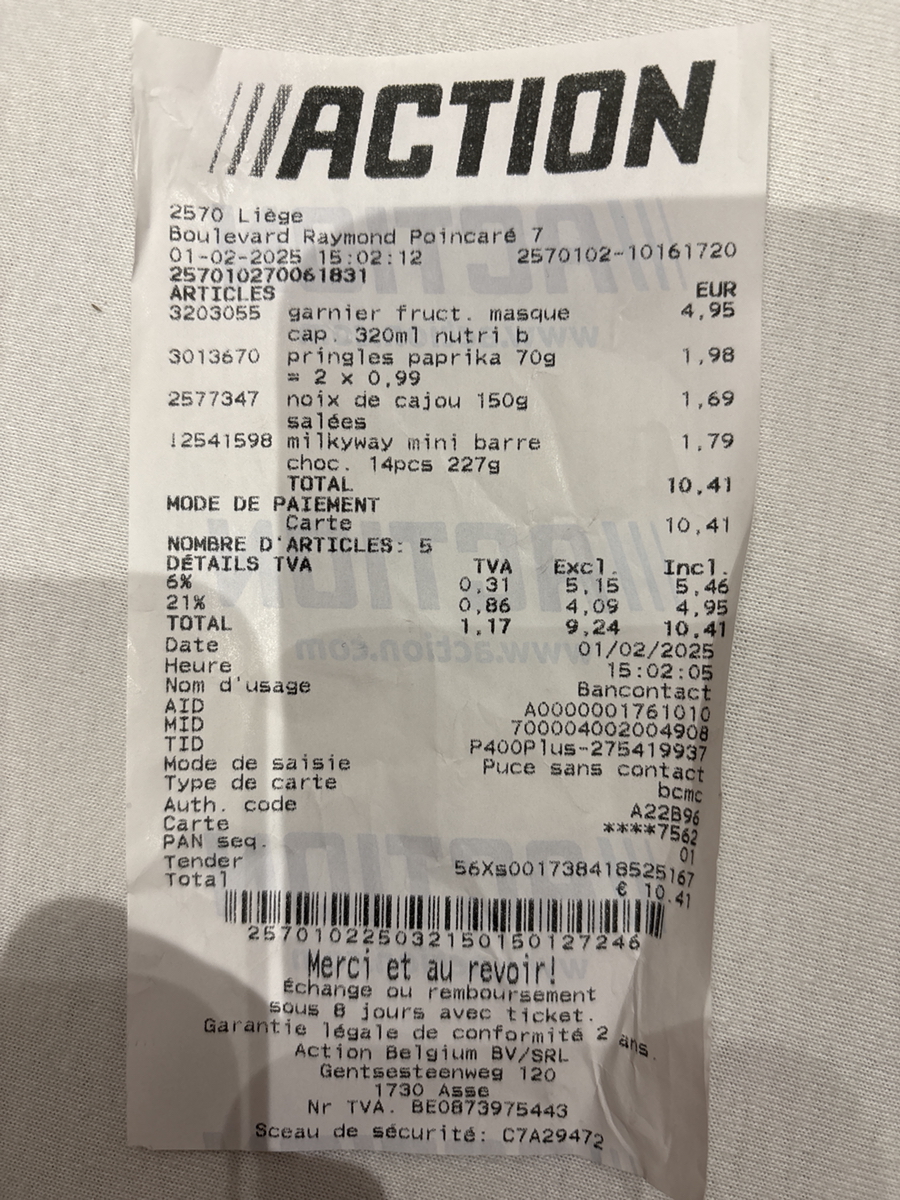 ///ACTION
2570 Liège
Boulevard Raymond Poincaré 7
01-02-2025 15:02:12 2570102-10161720
257010270061831
ARTICLES EUR
3203055 garnier fruct. masque 4,95
cap. 320ml nutri b
3013670 pringles paprika 70g 1,98
= 2 x 0,99
2577347 noix de cajou 150g 1,69
salées
!2541598 milkyway mini barre 1,79
choc. 14pcs 227g
TOTAL 10,41
MODE DE PAIEMENT
Carte 10,41
NOMBRE D'ARTICLES: 5
DÉTAILS TVA TVA Excl. Incl.
6% 0,31 5,15 5,46
21% 0,86 4,09 4,95
TOTAL 1,17 9,24 10,41
Date 01/02/2025
Heure 15:02:05
Nom d'usage Bancontact
AID A0000001761010
MID 700004002004908
TID P400Plus-275419937
Mode de saisie Puce sans contact
Type de carte bcmc
Auth. code A22B96
Carte ****7562
PAN seq. 01
Tender 56Xs001738418525167
Total € 10.41
257010225032150150127246
Merci et au revoir!
Échange ou remboursement
sous 8 jours avec ticket.
Garantie légale de conformité 2 ans.
Action Belgium BV/SRL
Gentsesteenweg 120
1730 Asse
Nr TVA. BE0873975443
Sceau de sécurité: C7A29472